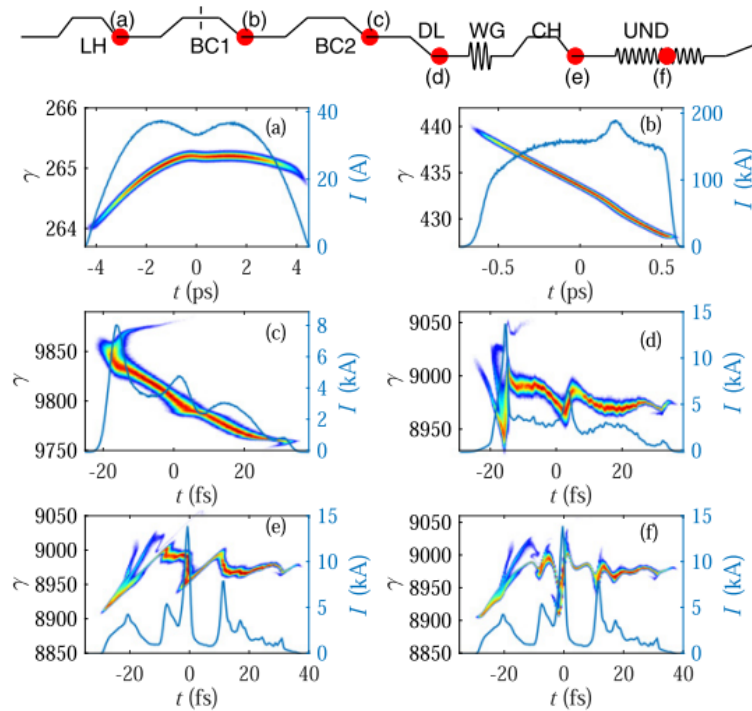 (a) (b) (c) DL WG CH UND
LH BC1 BC2 (d) (e) (f)
266 265 264 γ (a) 40 20 0 I (A)
-4 -2 0 2 4
t (ps)
440 435 430 γ (b) 200 100 0 I (kA)
-0.5 0 0.5
t (ps)
9850 9800 9750 γ (c) 8 6 4 2 0 I (kA)
-20 0 20
t (fs)
9050 9000 8950 γ (d) 15 10 5 0 I (kA)
-20 0 20
t (fs)
9050 9000 8950 8900 8850 γ (e) 15 10 5 0 I (kA)
-20 0 20 40
t (fs)
9050 9000 8950 8900 8850 γ (f) 15 10 5 0 I (kA)
-20 0 20 40
t (fs)